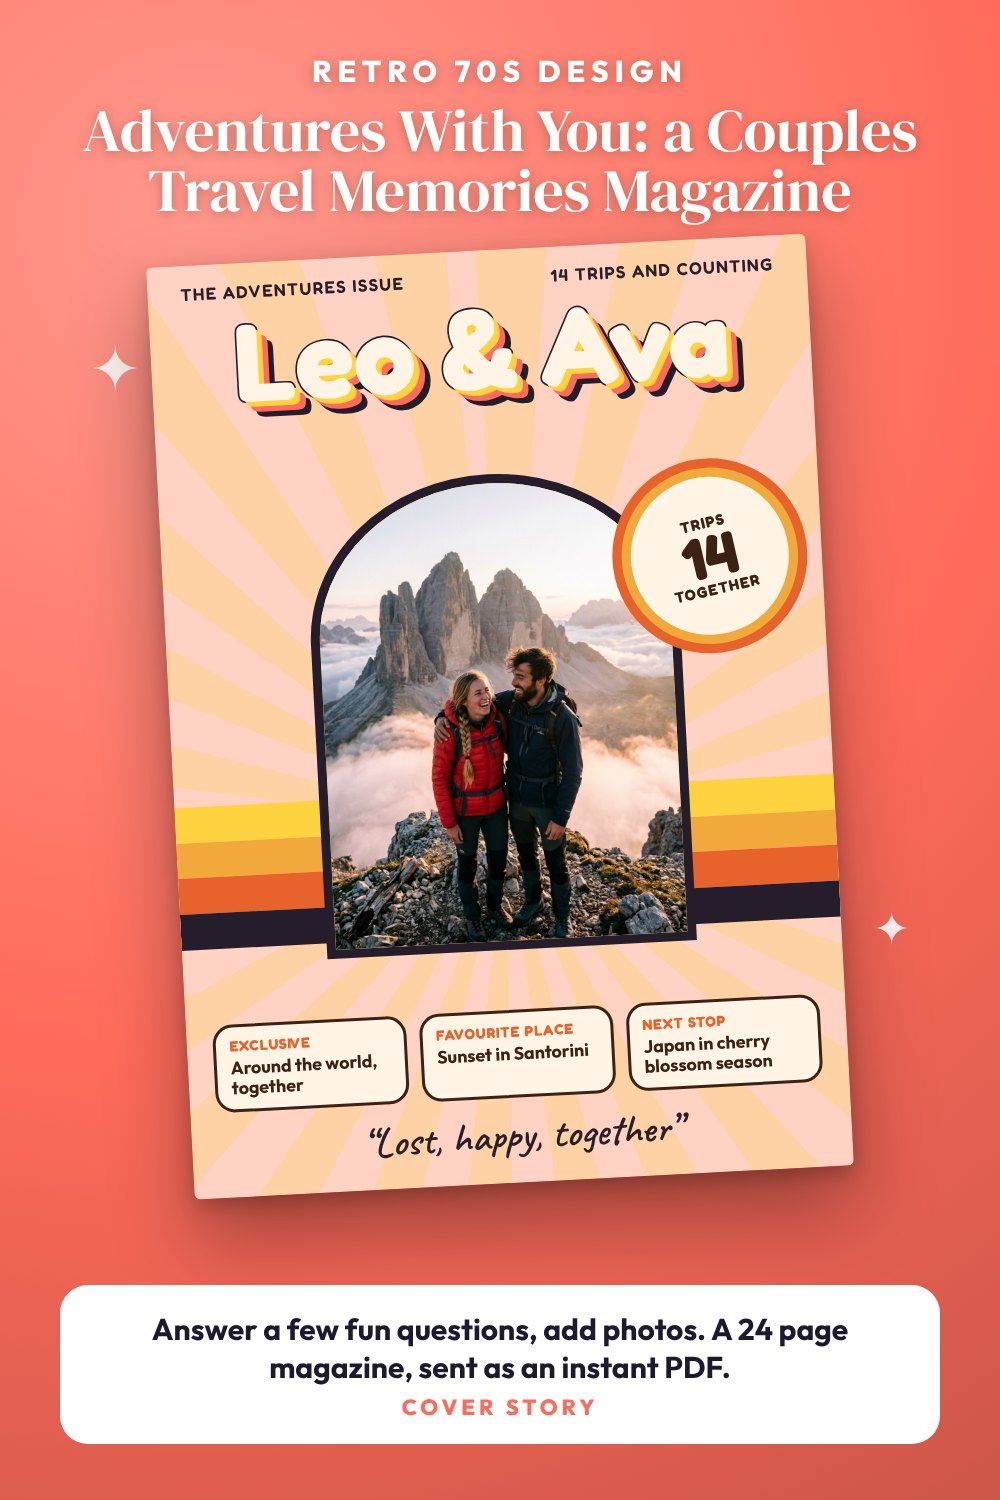 RETRO 70S DESIGN
Adventures With You: a Couples
Travel Memories Magazine
THE ADVENTURES ISSUE
14 TRIPS AND COUNTING
Leo & Ava
TRIPS
14
TOGETHER
EXCLUSIVE
Around the world,
together
FAVOURITE PLACE
Sunset in Santorini
NEXT STOP
Japan in cherry
blossom season
“Lost, happy, together”
Answer a few fun questions, add photos. A 24 page
magazine, sent as an instant PDF.
COVER STORY